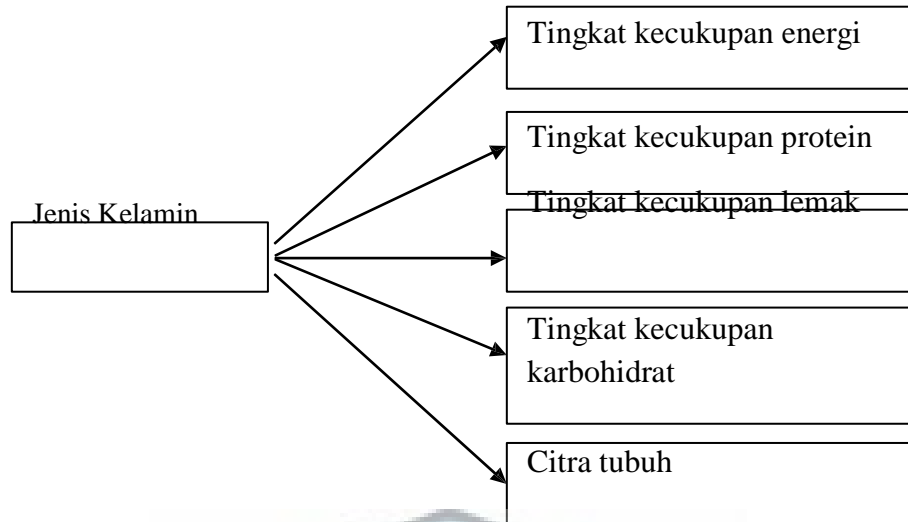 Tingkat kecukupan energi
Tingkat kecukupan protein
Jenis Kelamin
Tingkat kecukupan lemak
Tingkat kecukupan
karbohidrat
Citra tubuh